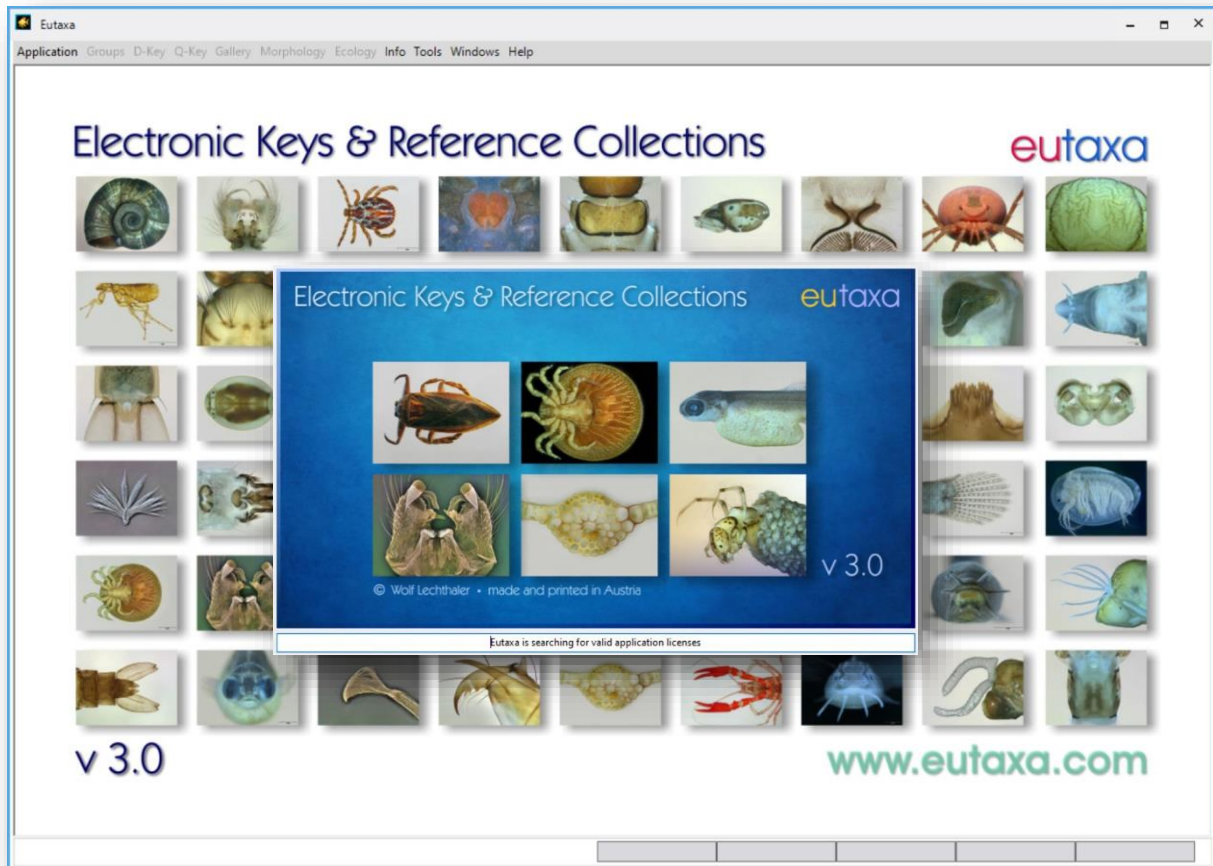 Eutaxa
Application Groups D-Key Q-Key Gallery Morphology Ecology Info Tools Windows Help
Electronic Keys & Reference Collections
eutaxa
Electronic Keys & Reference Collections
eutaxa
v 3.0
© Wolf Lechthaler • made and printed in Austria
Eutaxa is searching for valid application licenses
v 3.0
www.eutaxa.com